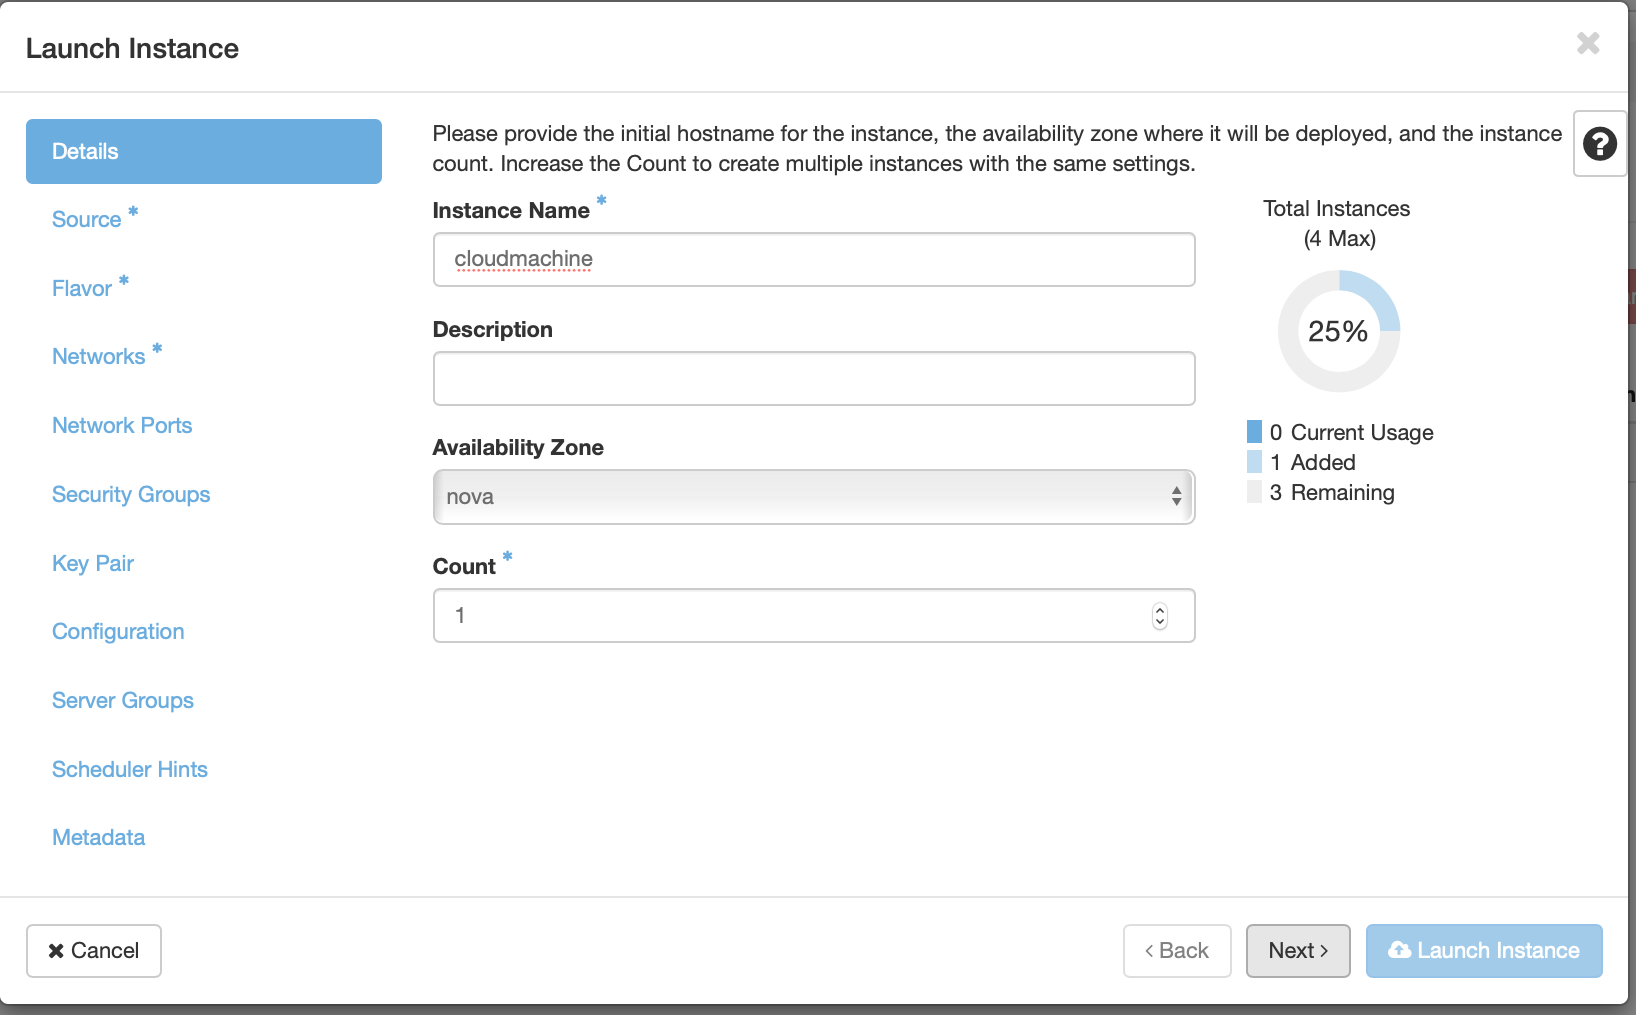 Launch Instance
Details
Source *
Flavor *
Networks *
Network Ports
Security Groups
Key Pair
Configuration
Server Groups
Scheduler Hints
Metadata
Please provide the initial hostname for the instance, the availability zone where it will be deployed, and the instance
count. Increase the Count to create multiple instances with the same settings.
Instance Name *
cloudmachine
Description
Availability Zone
nova
Count *
1
Total Instances
(4 Max)
25%
0 Current Usage
1 Added
3 Remaining
Cancel
Back
Next
Launch Instance